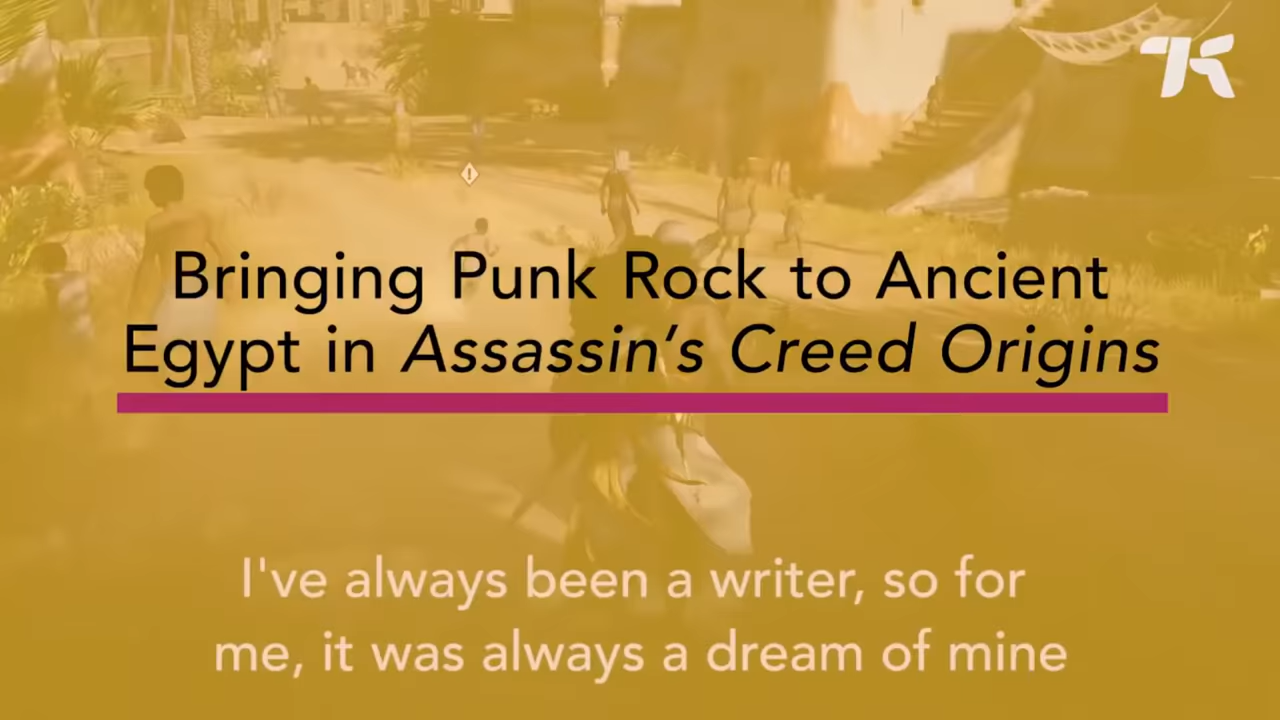 Bringing Punk Rock to Ancient
Egypt in Assassin’s Creed Origins
I've always been a writer, so for
me, it was always a dream of mine